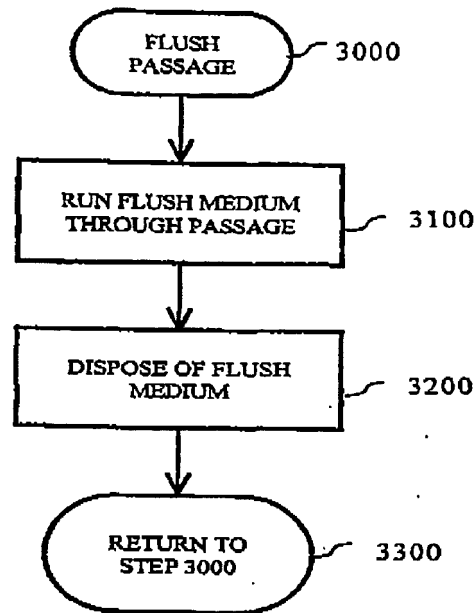 FLUSH
PASSAGE
3000
RUN FLUSH MEDIUM
THROUGH PASSAGE
3100
DISPOSE OF FLUSH
MEDIUM
3200
RETURN TO
STEP 3000
3300